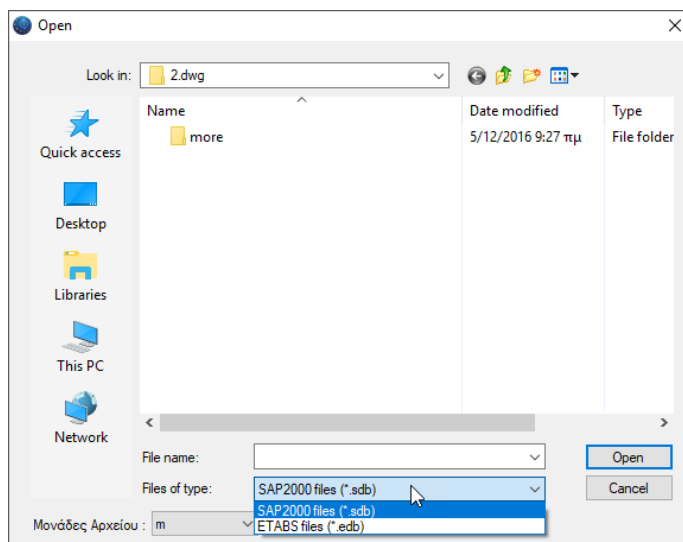 Open
Look in: 2.dwg
Name Date modified Type
more 5/12/2016 9:27 πμ File folder
Quick access
Desktop
Libraries
This PC
Network
File name: Open
Files of type: SAP2000 files (*.sdb) Cancel
SAP2000 files (*.sdb)
ETABS files (*.edb)
Μονάδες Αρχείου : m